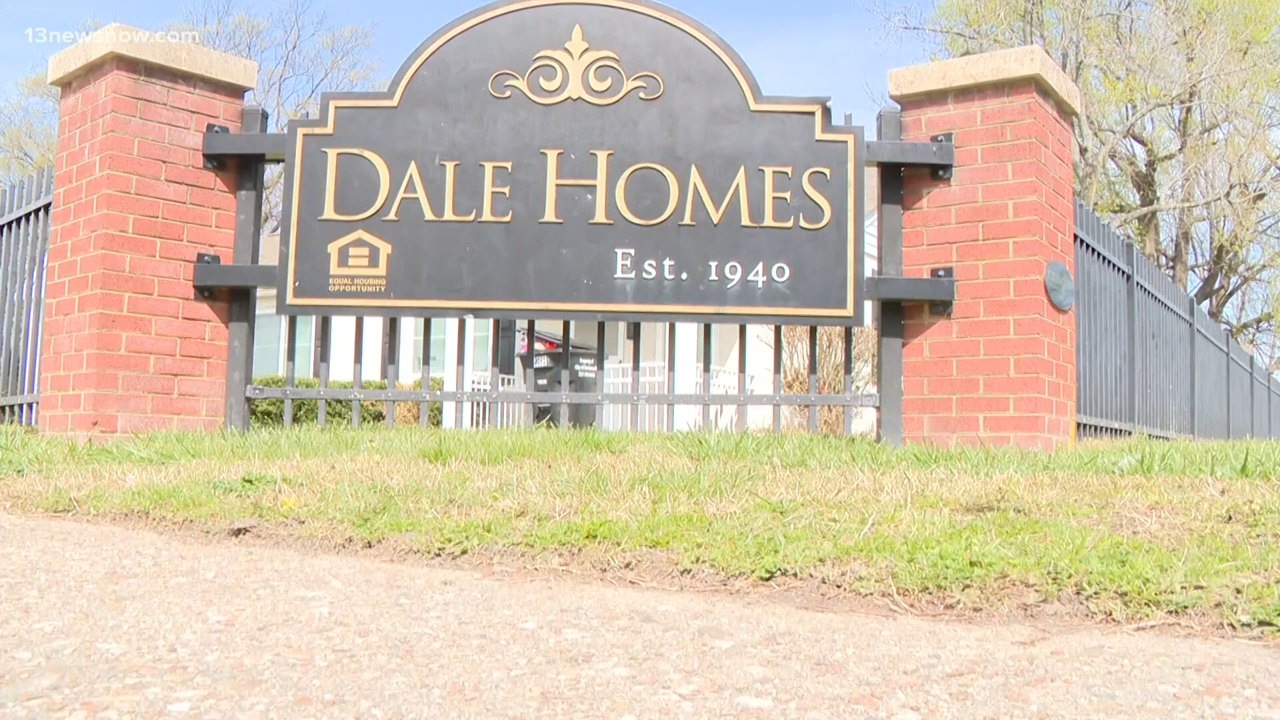 13newsnow.com
DALE HOMES
Est. 1940
EQUAL HOUSING
OPPORTUNITY